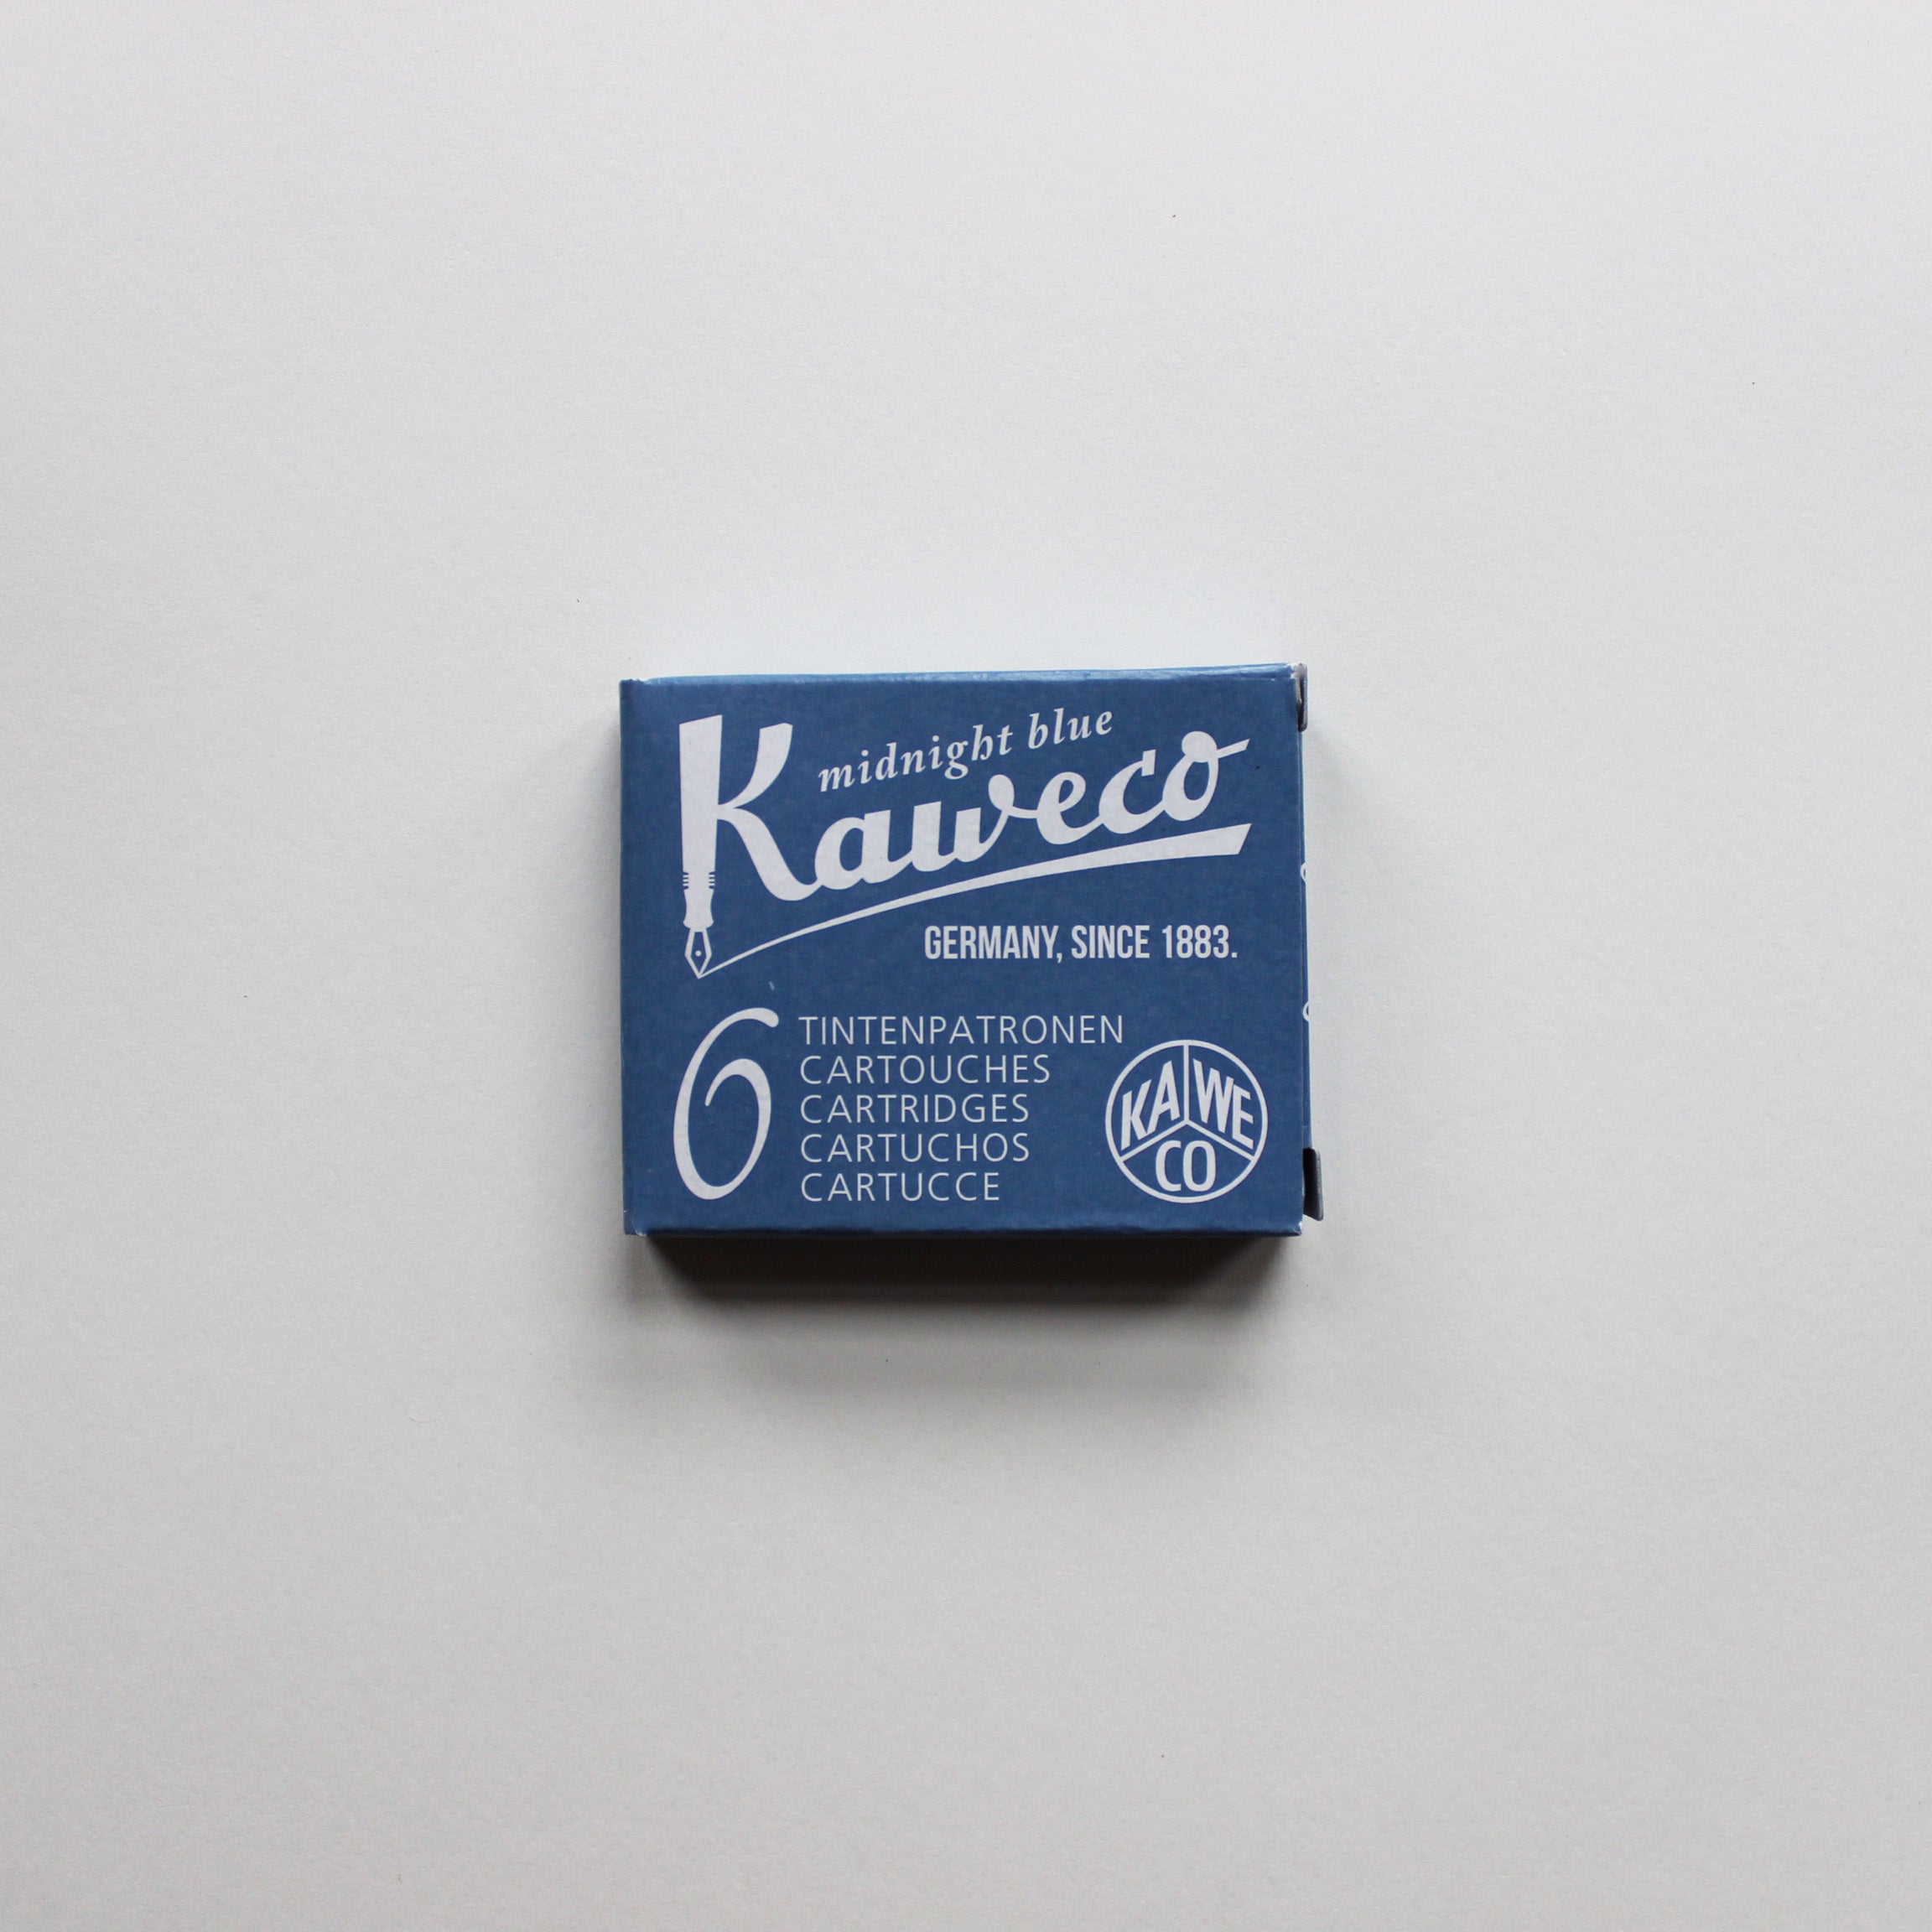 midnight blue
Kaweco
GERMANY, SINCE 1883.
6
TINTENPATRONEN
CARTOUCHES
CARTRIDGES
CARTUCHOS
CARTUCCE
KA WE
CO